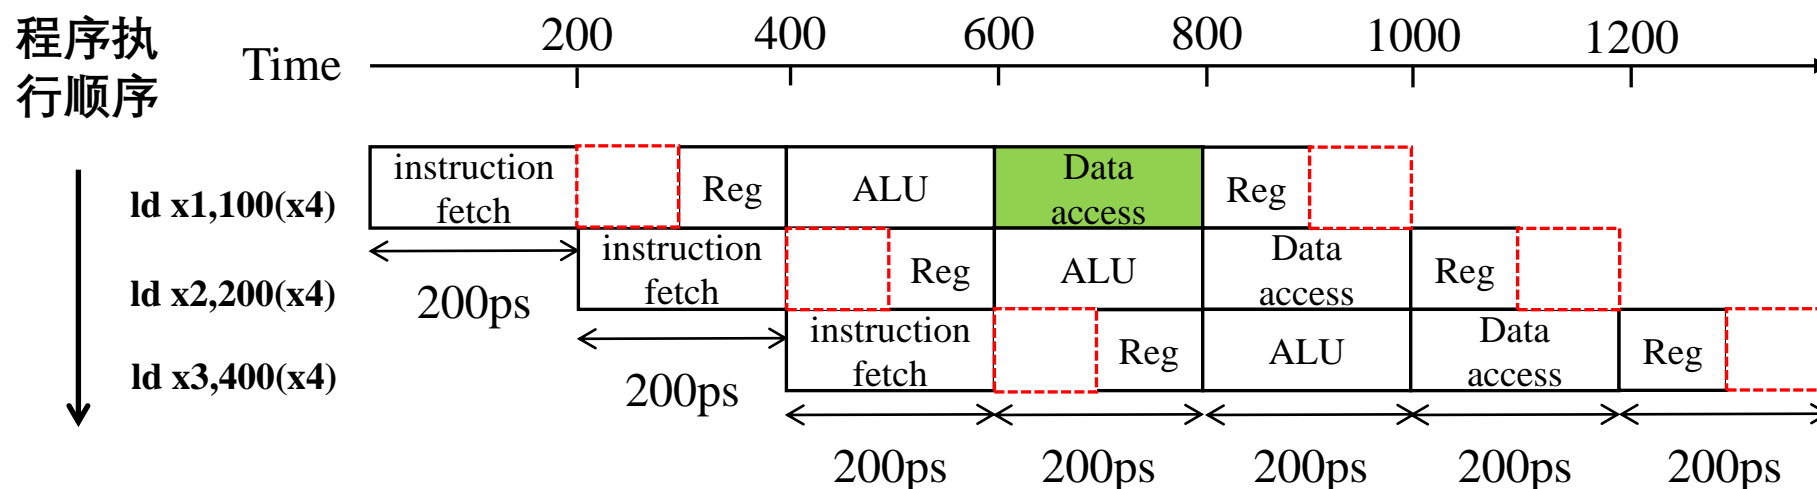 程序执
行顺序
Time
200
400
600
800
1000
1200
ld x1,100(x4)
instruction
fetch
Reg
ALU
Data
access
Reg
200ps
ld x2,200(x4)
instruction
fetch
Reg
ALU
Data
access
Reg
200ps
ld x3,400(x4)
instruction
fetch
Reg
ALU
Data
access
Reg
200ps
200ps
200ps
200ps
200ps